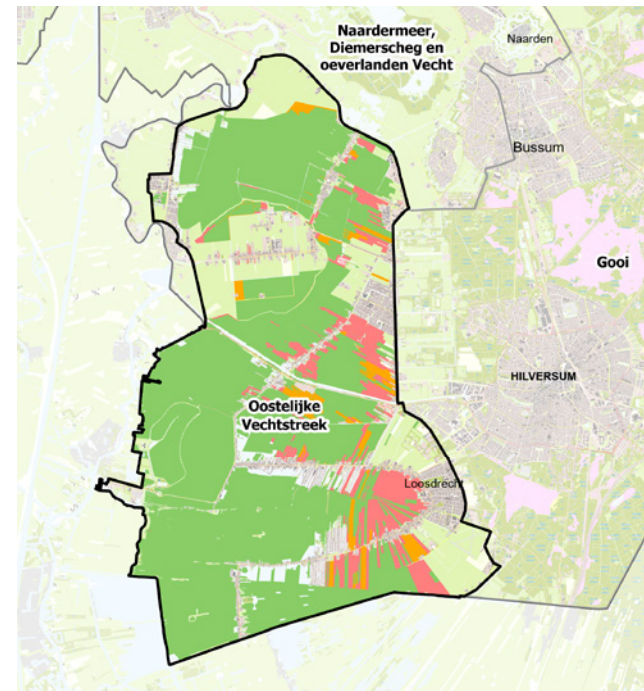 Naardermeer,
Diemerscheg en
oeverlanden Vecht
Naarden
Bussum
Gooi
HILVERSUM
Oostelijke
Vechtstreek
Loosdrecht